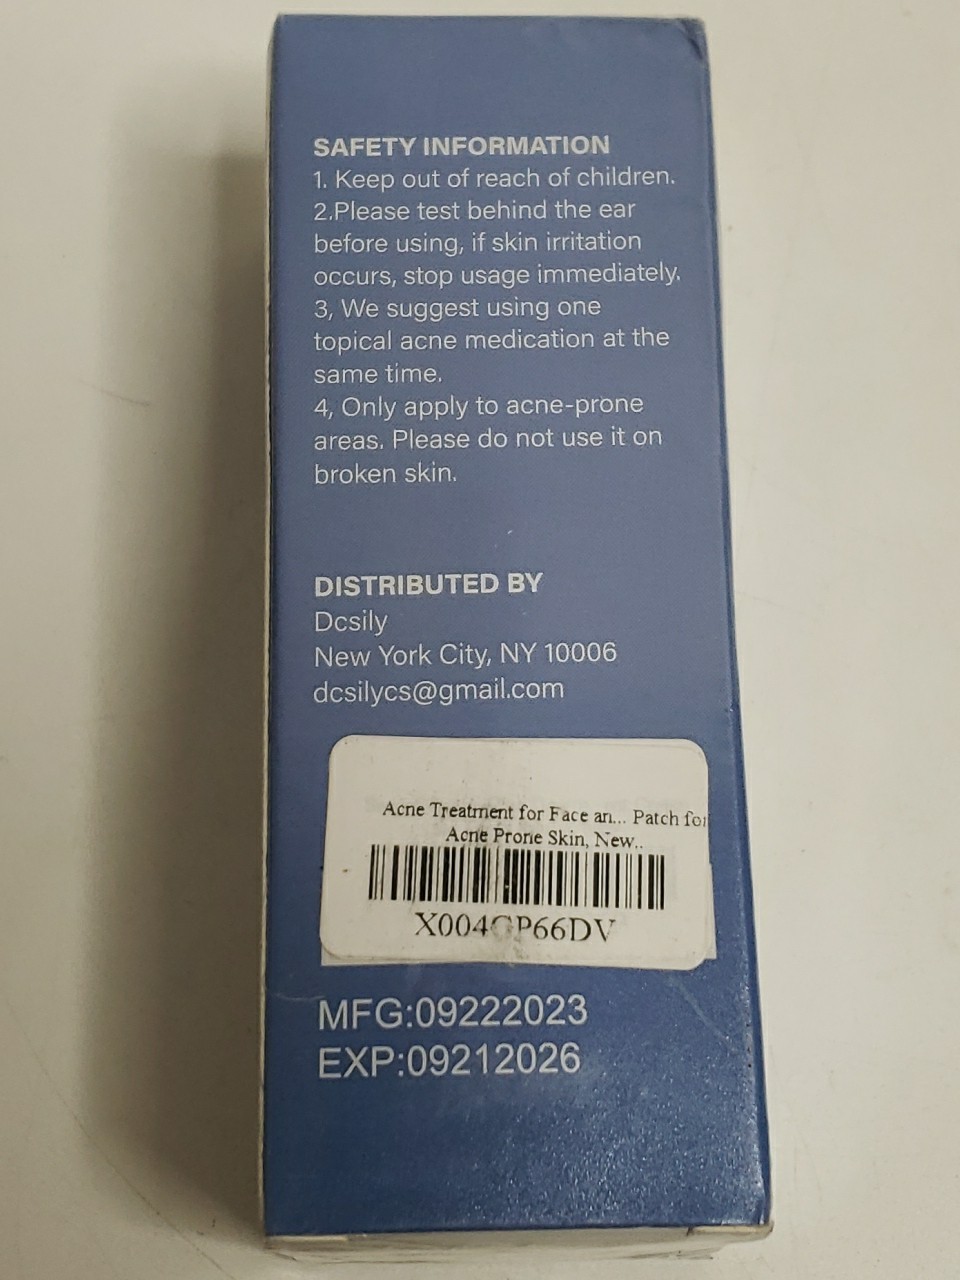 SAFETY INFORMATION
1. Keep out of reach of children.
2.Please test behind the ear
before using, if skin irritation
occurs, stop usage immediately.
3, We suggest using one
topical acne medication at the
same time.
4, Only apply to acne-prone
areas. Please do not use it on
broken skin.
DISTRIBUTED BY
Dcsily
New York City, NY 10006
dcsilycs@gmail.com
Acne Treatment for Face an... Patch for
Acne Prone Skin, New..
X004GP66DV
MFG:09222023
EXP:09212026